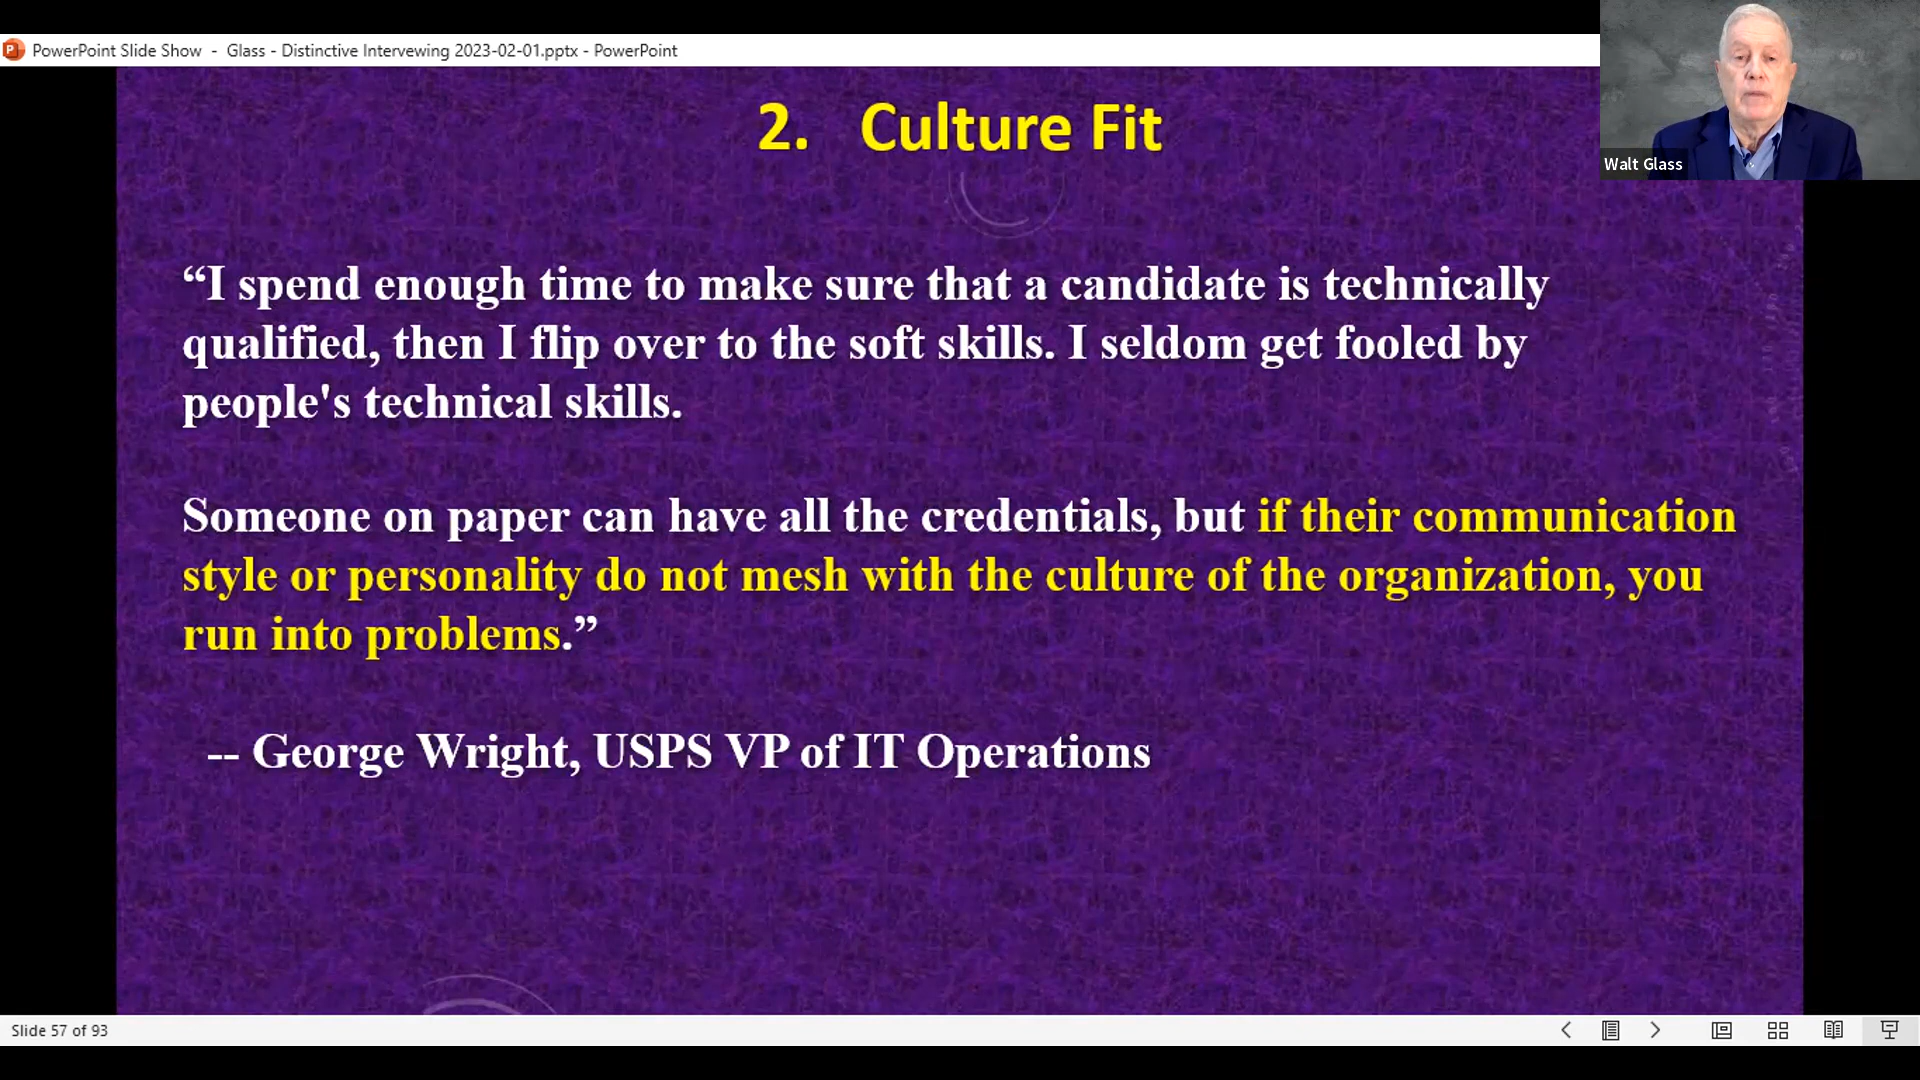 PowerPoint Slide Show - Glass - Distinctive Intervewing 2023-02-01.pptx - PowerPoint
Walt Glass
2. Culture Fit
“I spend enough time to make sure that a candidate is technically
qualified, then I flip over to the soft skills. I seldom get fooled by
people's technical skills.
Someone on paper can have all the credentials, but if their communication
style or personality do not mesh with the culture of the organization, you
run into problems.”
-- George Wright, USPS VP of IT Operations
Slide 57 of 93